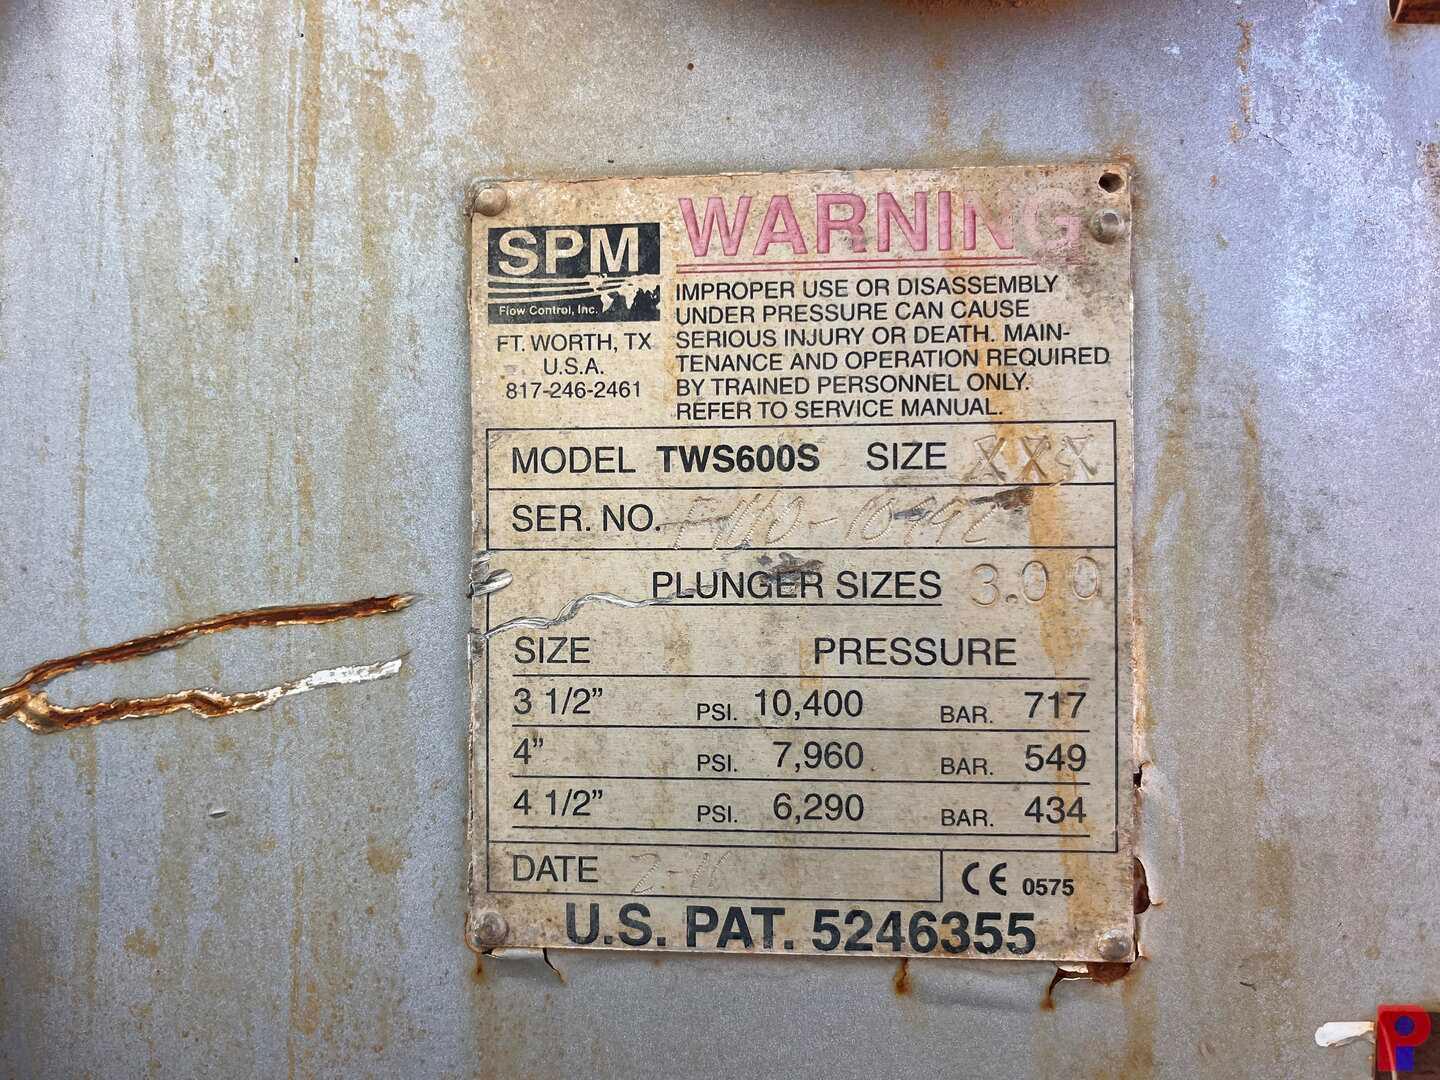 SPM
Flow Control, Inc.
FT. WORTH, TX
U.S.A.
817-246-2461
WARNING
IMPROPER USE OR DISASSEMBLY
UNDER PRESSURE CAN CAUSE
SERIOUS INJURY OR DEATH. MAIN-
TENANCE AND OPERATION REQUIRED
BY TRAINED PERSONNEL ONLY.
REFER TO SERVICE MANUAL.
MODEL TWS600S SIZE XXX
SER. NO.
PLUNGER SIZES 3.00
SIZE PRESSURE
3 1/2" PSI. 10,400 BAR. 717
4" PSI. 7,960 BAR. 549
4 1/2" PSI. 6,290 BAR. 434
DATE
CE 0575
U.S. PAT. 5246355